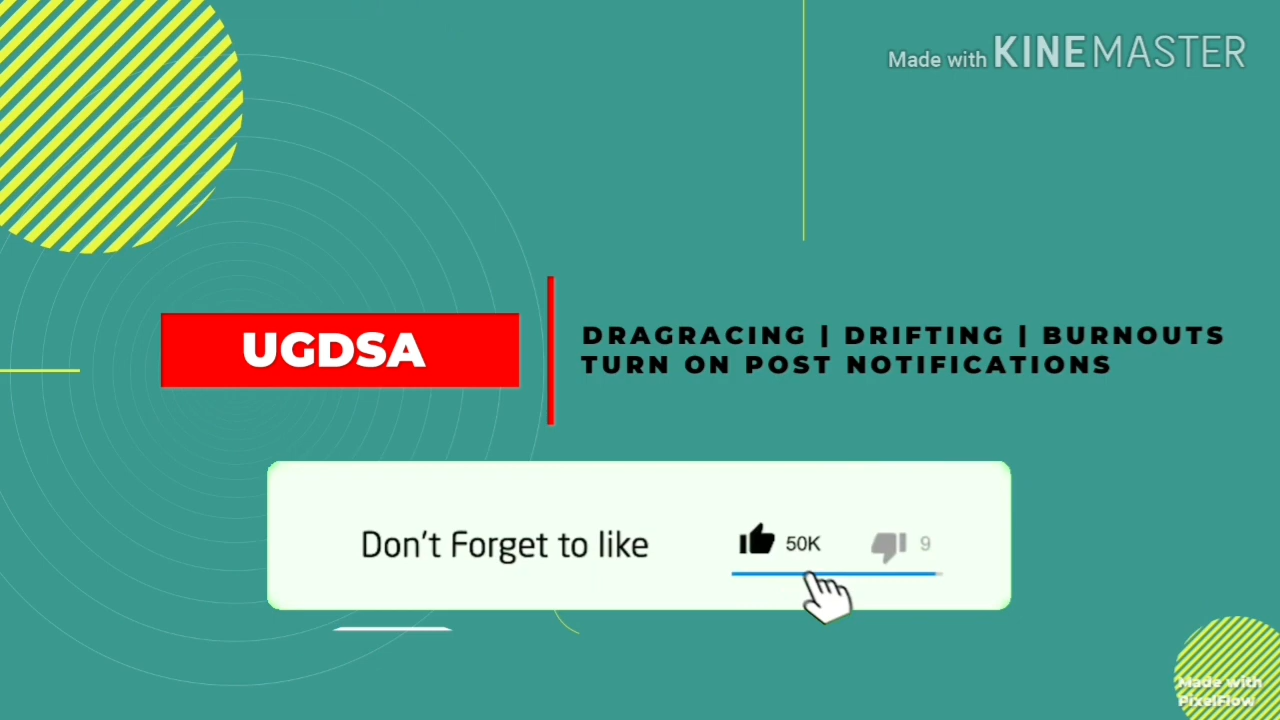 Made with KINEMASTER
UGDSA
DRAGRACING | DRIFTING | BURNOUTS
TURN ON POST NOTIFICATIONS
Don't Forget to like
50K
9
Made with
PixelFlow